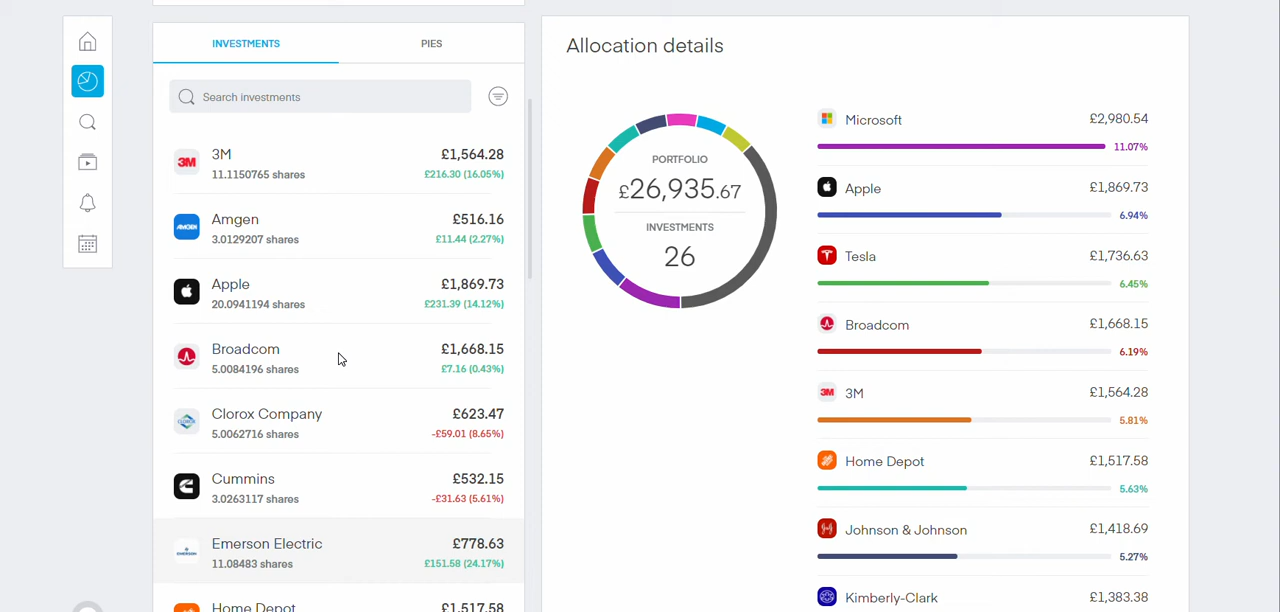 INVESTMENTS
PIES
Search investments
3M
£1,564.28
11.1150765 shares
£216.30 (16.05%)
Amgen
£516.16
3.0129207 shares
£11.44 (2.27%)
Apple
£1,869.73
20.0941194 shares
£231.39 (14.12%)
Broadcom
£1,668.15
5.0084196 shares
£7.16 (0.43%)
Clorox Company
£623.47
5.0062716 shares
-£59.01 (8.65%)
Cummins
£532.15
3.0263117 shares
-£31.63 (5.61%)
Emerson Electric
£778.63
11.08483 shares
£151.58 (24.17%)
Home Depot
£1,517.58
Allocation details
PORTFOLIO
£26,935.67
INVESTMENTS
26
Microsoft
£2,980.54
11.07%
Apple
£1,869.73
6.94%
Tesla
£1,736.63
6.45%
Broadcom
£1,668.15
6.19%
3M
£1,564.28
5.81%
Home Depot
£1,517.58
5.63%
Johnson & Johnson
£1,418.69
5.27%
Kimberly-Clark
£1,383.38